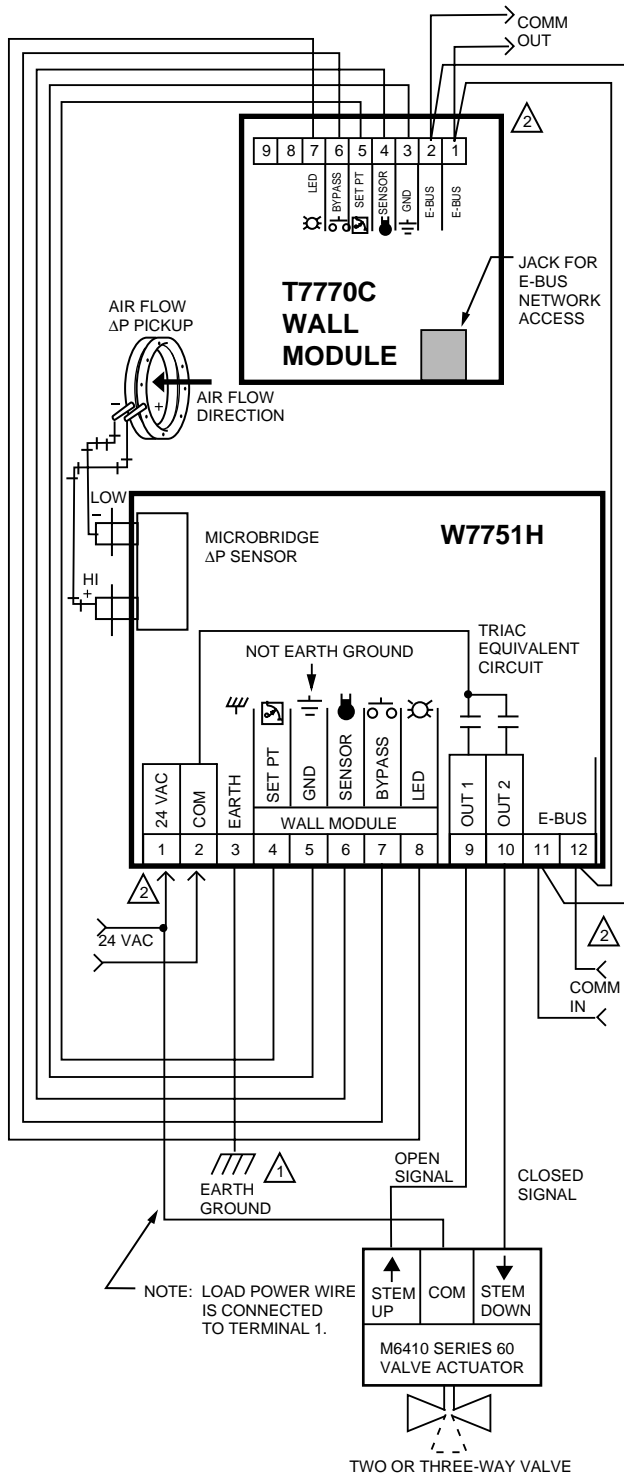 COMM
OUT
2
9 8 7 6 5 4 3 2 1
LED
BYPASS
SET PT
SENSOR
GND
E-BUS
E-BUS
T7770C
WALL
MODULE
JACK FOR
E-BUS
NETWORK
ACCESS
AIR FLOW
ΔP PICKUP
- +
AIR FLOW
DIRECTION
LOW
-
HI
+
MICROBRIDGE
ΔP SENSOR
W7751H
TRIAC
EQUIVALENT
CIRCUIT
NOT EARTH GROUND
24 VAC
COM
EARTH
SET PT
GND
SENSOR
BYPASS
LED
OUT 1
OUT 2
E-BUS
WALL MODULE
1 2 3 4 5 6 7 8 9 10 11 12
2
24 VAC
2
COMM
IN
1
EARTH
GROUND
OPEN
SIGNAL
CLOSED
SIGNAL
NOTE: LOAD POWER WIRE
IS CONNECTED
TO TERMINAL 1.
STEM
UP
COM
STEM
DOWN
M6410 SERIES 60
VALVE ACTUATOR
TWO OR THREE-WAY VALVE